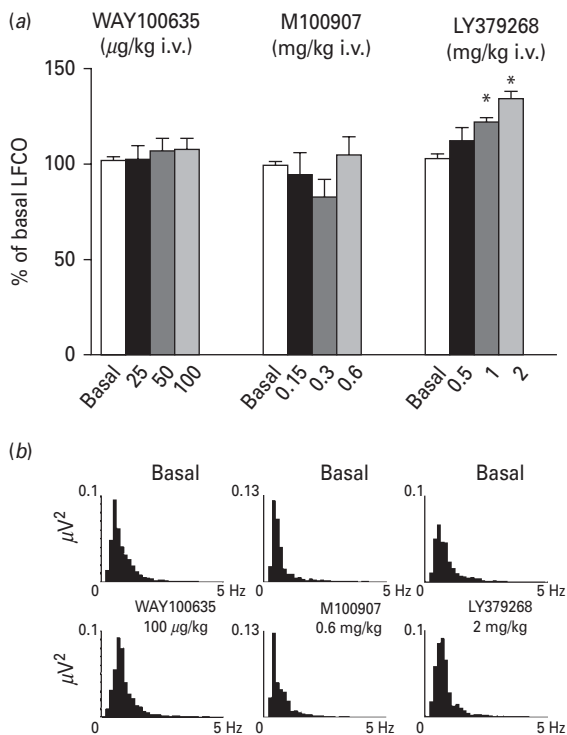 (a)
WAY100635 M100907 LY379268
(μg/kg i.v.) (mg/kg i.v.) (mg/kg i.v.)
% of basal LFCO
150
100
50
0
* *
Basal 25 50 100 Basal 0.15 0.3 0.6 Basal 0.5 1 2
(b)
Basal Basal Basal
μV²
0.1 0.13 0.1
0 5 Hz 0 5 Hz 0 5 Hz
WAY100635 M100907 LY379268
100 μg/kg 0.6 mg/kg 2 mg/kg
μV²
0.1 0.13 0.1
0 5 Hz 0 5 Hz 0 5 Hz